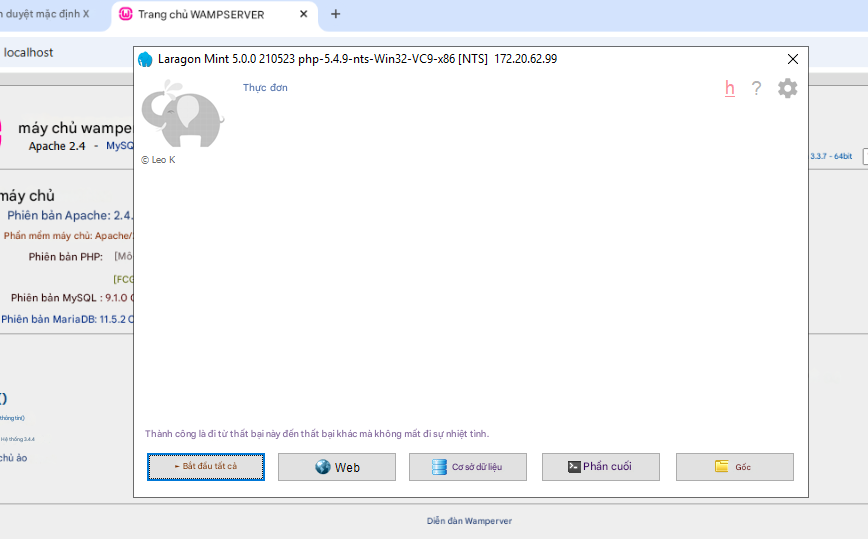 duyệt mặc định X
Trang chủ WAMPSERVER
localhost
Laragon Mint 5.0.0 210523 php-5.4.9-nts-Win32-VC9-x86 [NTS] 172.20.62.99
Thực đơn
h ?
© Leo K
máy chủ wampe
Apache 2.4 - MySQ
3.3.7 - 64bit
máy chủ
Phiên bản Apache: 2.4.
Phần mềm máy chủ: Apache/
Phiên bản PHP: [Mô
[FCG
Phiên bản MySQL : 9.1.0
Phiên bản MariaDB: 11.5.2
()
thông tin()
Hệ thống 3.4.4
chủ ảo
Thành công là đi từ thất bại này đến thất bại khác mà không mất đi sự nhiệt tình.
Bắt đầu tất cả
Web
Cơ sở dữ liệu
Phần cuối
Gốc
Diễn đàn Wamperver